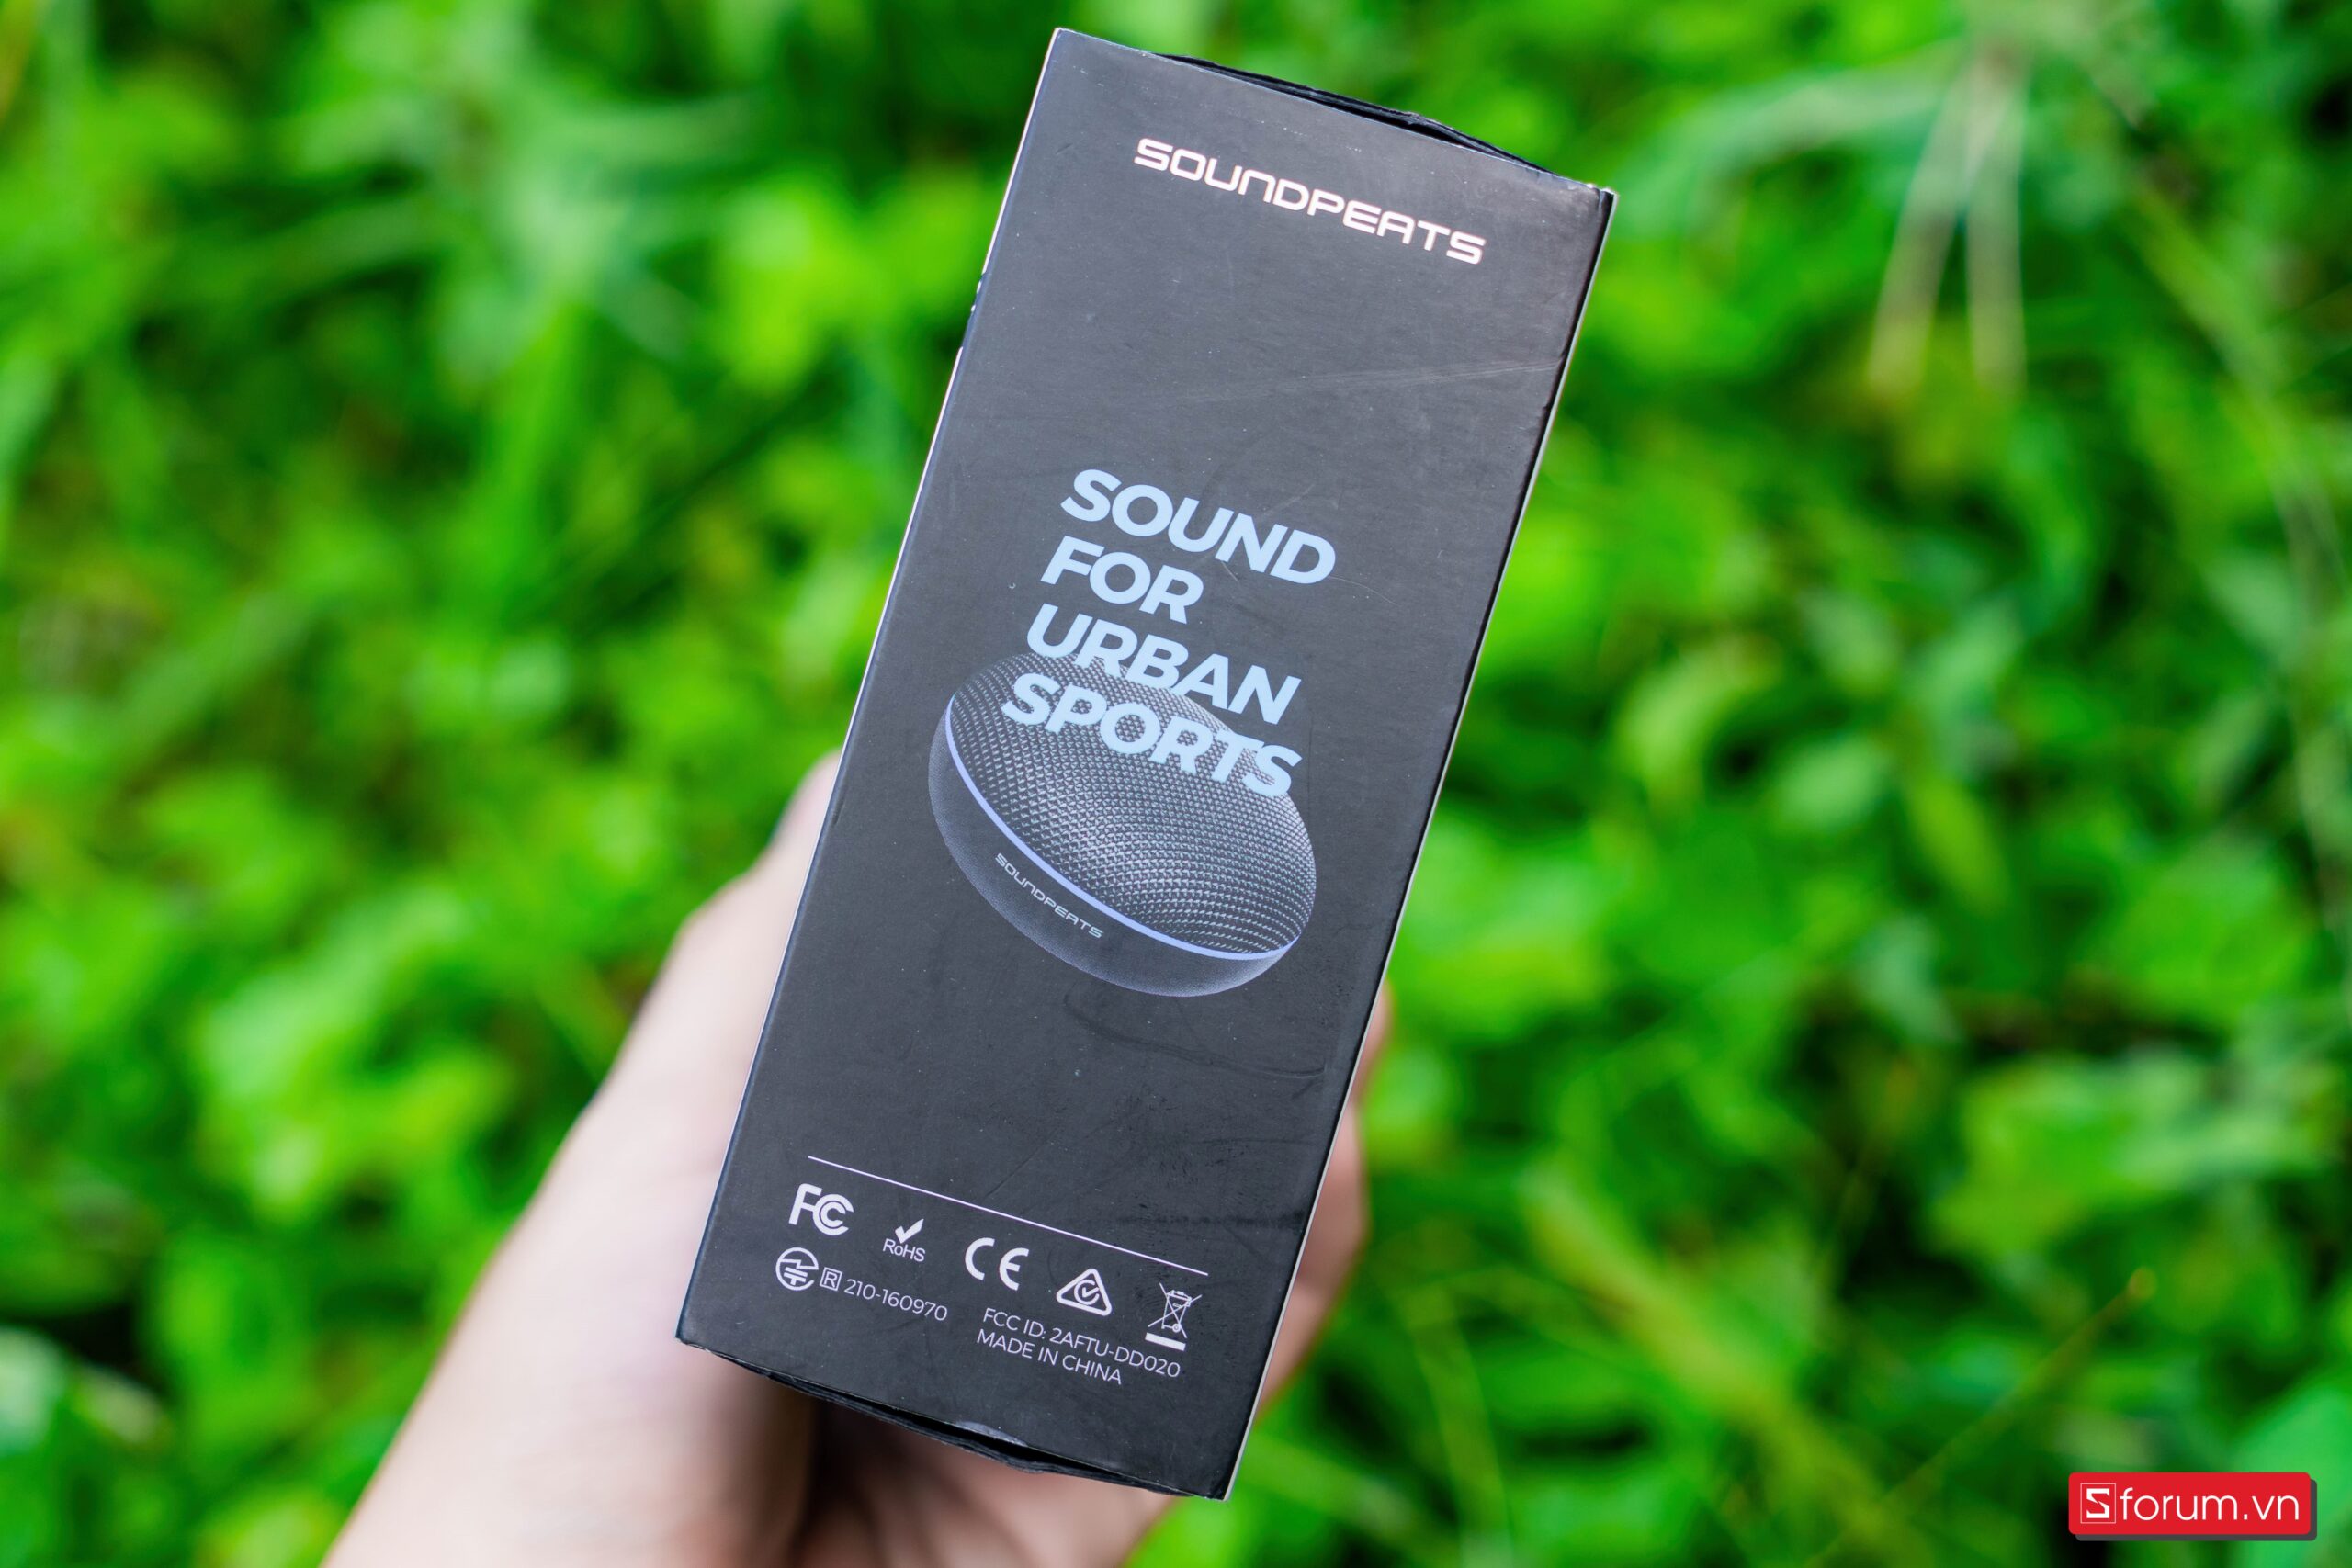 SOUNDPEATS
SOUND
FOR
URBAN
SPORTS
SOUNDPEATS
FC
RoHS
CE
R 210-160970
FCC ID: 2AFTU-DD020
MADE IN CHINA
Sforum.vn